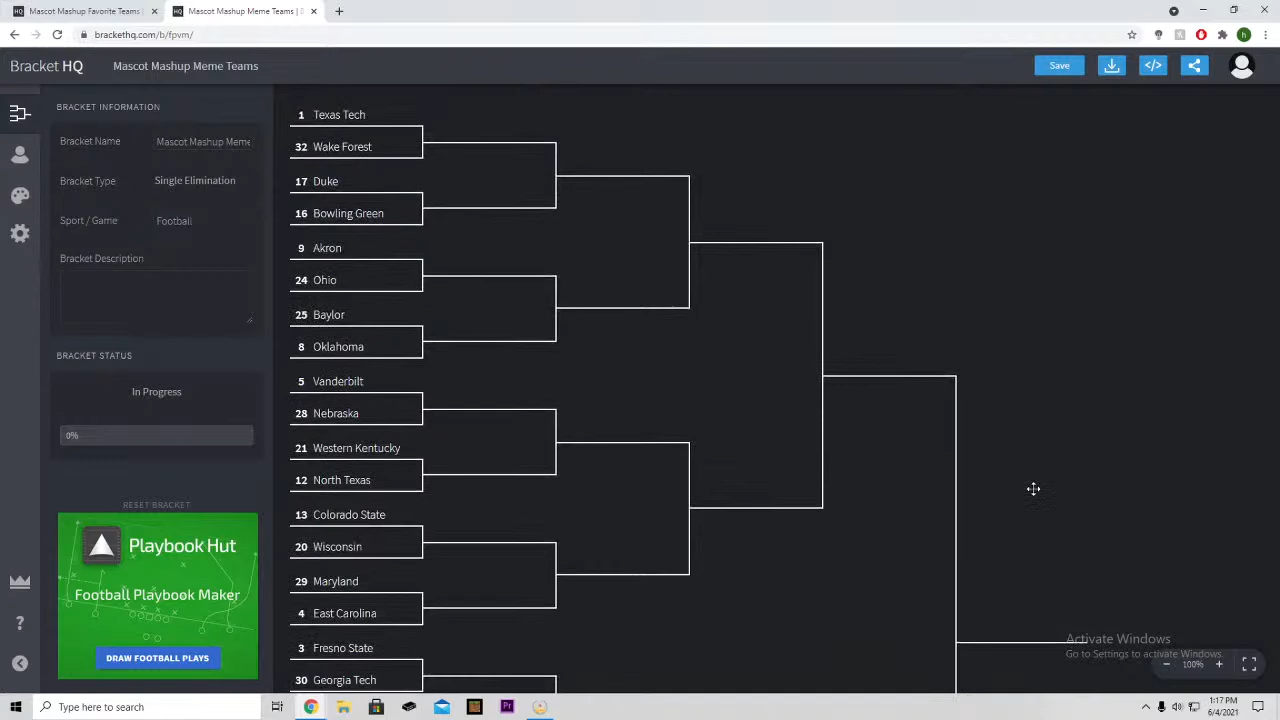 Mascot Mashup Favorite Teams |
Mascot Mashup Meme Teams |
brackethq.com/b/fpvm/
Bracket HQ
Mascot Mashup Meme Teams
Save
BRACKET INFORMATION
Bracket Name Mascot Mashup Meme
Bracket Type Single Elimination
Sport / Game Football
Bracket Description
BRACKET STATUS
In Progress
0%
RESET BRACKET
Playbook Hut
Football Playbook Maker
DRAW FOOTBALL PLAYS
1 Texas Tech
32 Wake Forest
17 Duke
16 Bowling Green
9 Akron
24 Ohio
25 Baylor
8 Oklahoma
5 Vanderbilt
28 Nebraska
21 Western Kentucky
12 North Texas
13 Colorado State
20 Wisconsin
29 Maryland
4 East Carolina
3 Fresno State
30 Georgia Tech
Activate Windows
Go to Settings to activate Windows.
100%
Type here to search
1:17 PM
6/4/2021